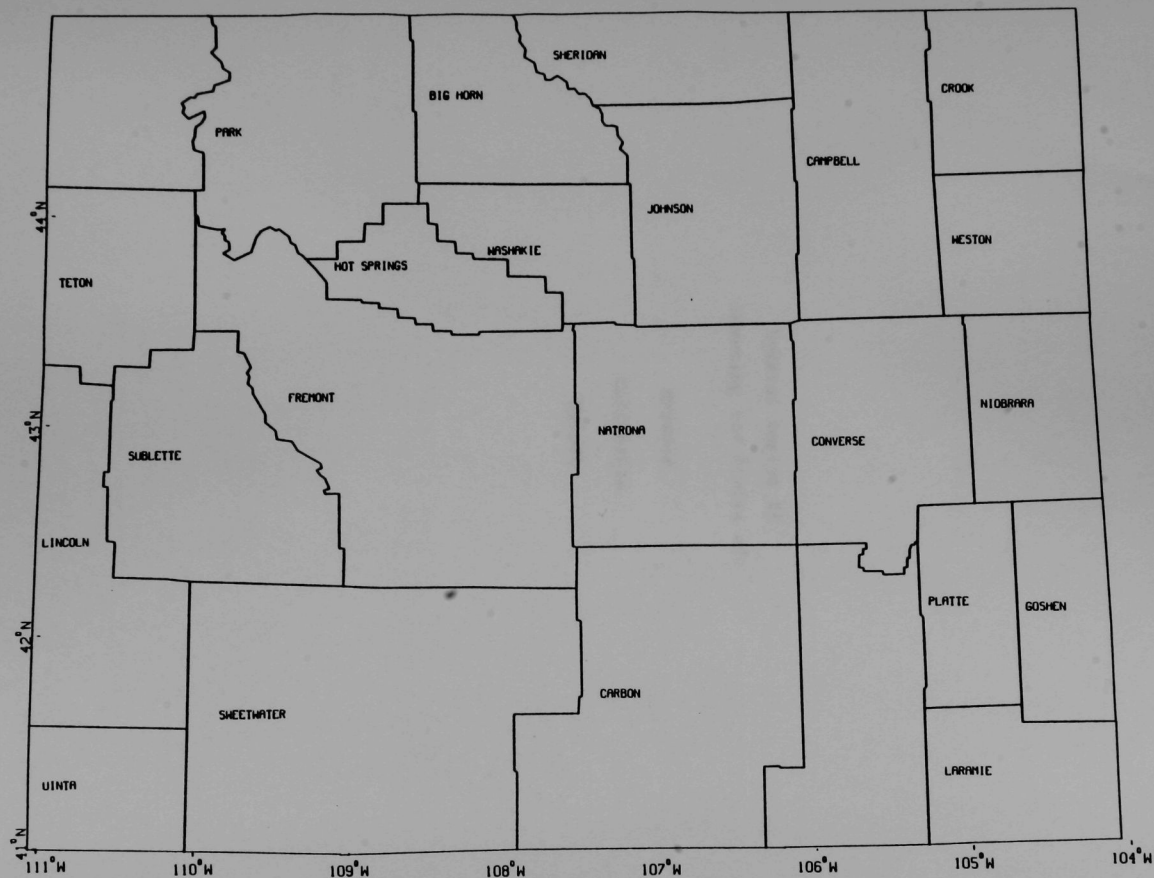 SHERIDAN
BIG HORN
CROOK
PARK
CAMPBELL
JOHNSON
44°N
WESTON
WASHAKIE
HOT SPRINGS
TETON
FREMONT
NIOBRARA
43°N
NATRONA
CONVERSE
SUBLETTE
LINCOLN
PLATTE
GOSHEN
42°N
CARBON
SWEETWATER
LARAMIE
UINTA
41°N
111°W 110°W 109°W 108°W 107°W 106°W 105°W 104°W